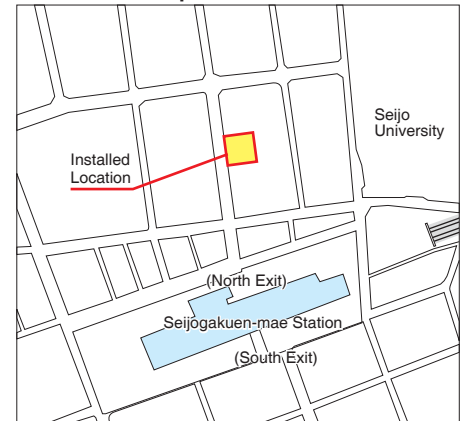 Seijo
University
Installed
Location
(North Exit)
Seijogakuen-mae Station
(South Exit)